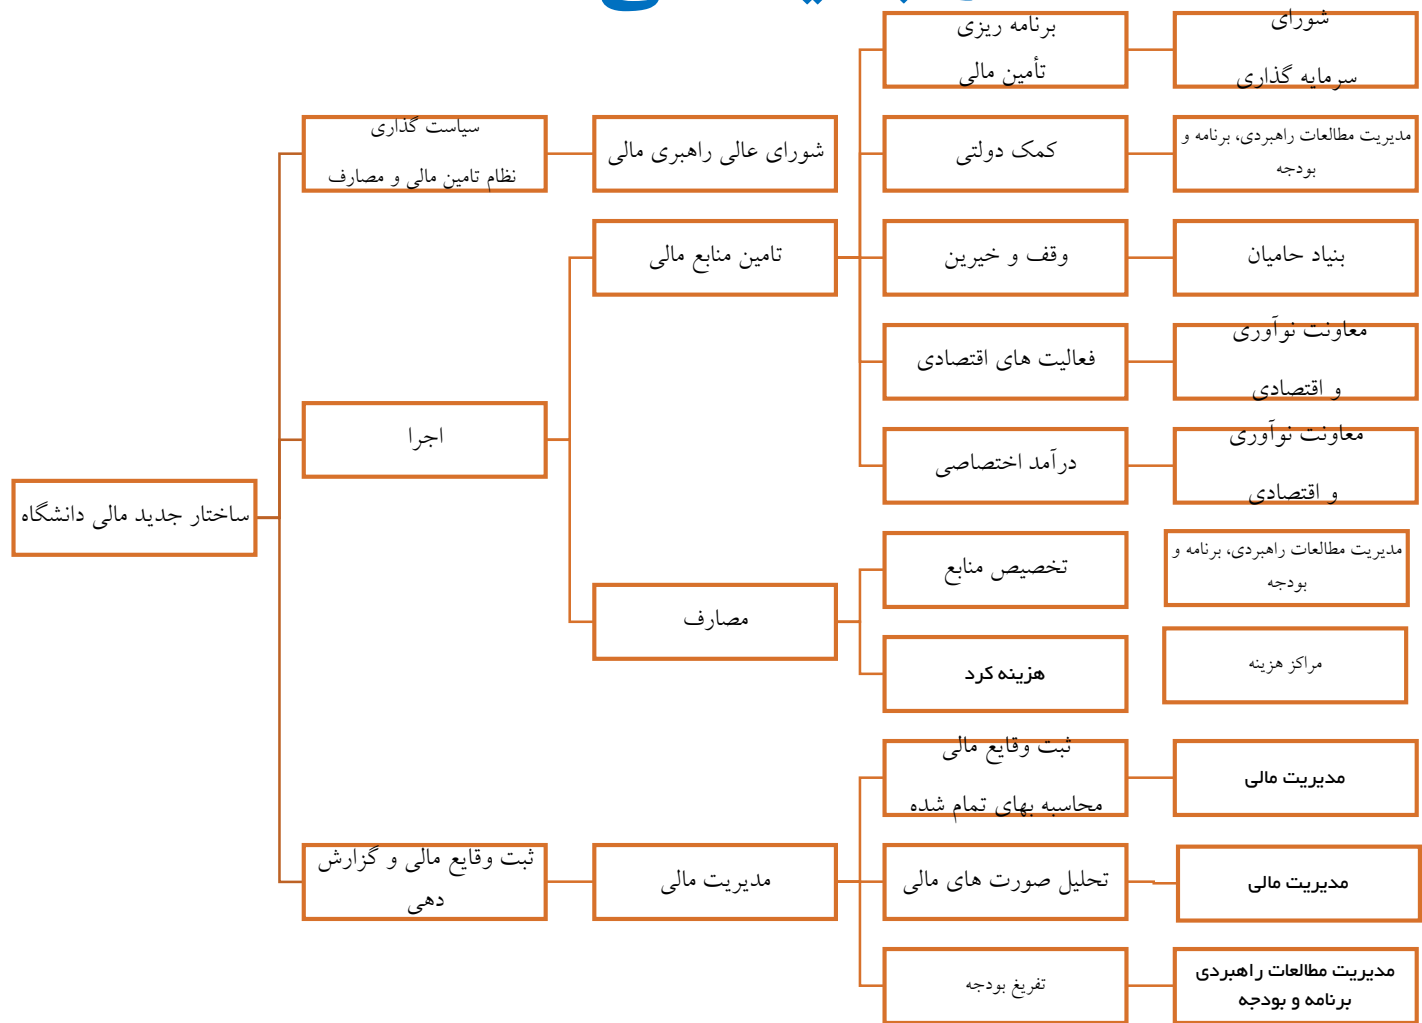 برنامه ریزی
تأمین مالی
شورای
سرمایه گذاری
سیاست گذاری
نظام تامین مالی و مصارف
شورای عالی راهبری مالی
کمک دولتی
مدیریت مطالعات راهبردی، برنامه و
بودجه
تامین منابع مالی
وقف و خیرین
بنیاد حامیان
فعالیت های اقتصادی
معاونت نوآوری
و اقتصادی
اجرا
درآمد اختصاصی
معاونت نوآوری
و اقتصادی
ساختار جدید مالی دانشگاه
تخصیص منابع
مدیریت مطالعات راهبردی، برنامه و
بودجه
مصارف
هزینه کرد
مراکز هزینه
ثبت وقایع مالی
محاسبه بهای تمام شده
مدیریت مالی
ثبت وقایع مالی و گزارش
دهی
مدیریت مالی
تحلیل صورت های مالی
مدیریت مالی
تفریغ بودجه
مدیریت مطالعات راهبردی
برنامه و بودجه